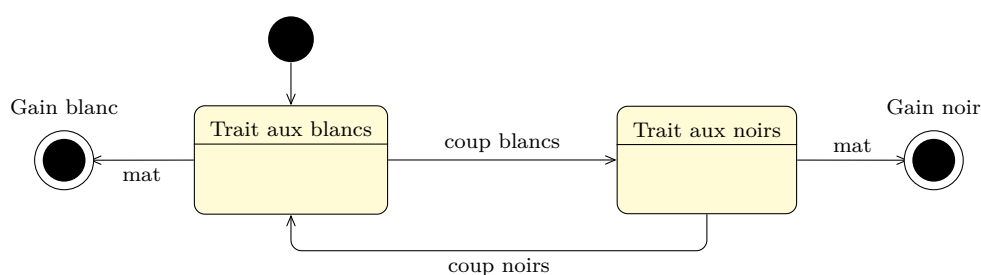 Gain blanc
Trait aux blancs
coup blancs
Trait aux noirs
Gain noir
mat
mat
coup noirs